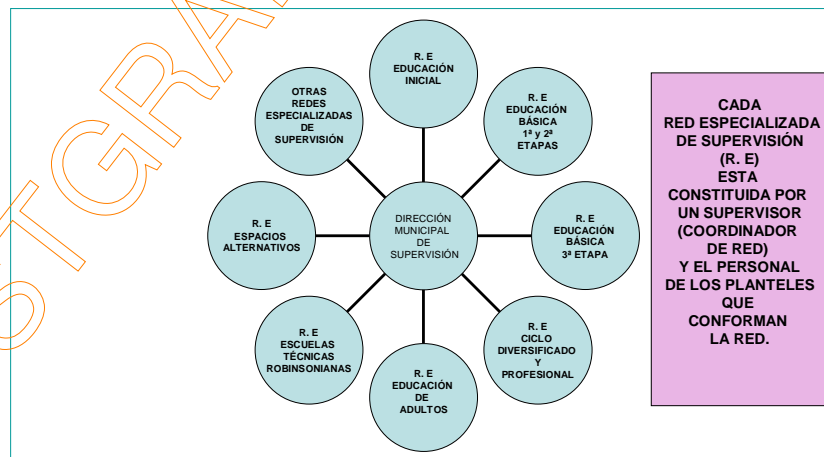 R. E
EDUCACIÓN
INICIAL
OTRAS
REDES
ESPECIALIZADAS
DE
SUPERVISIÓN
R. E
EDUCACIÓN
BÁSICA
1ª y 2ª
ETAPAS
R. E
ESPACIOS
ALTERNATIVOS
DIRECCIÓN
MUNICIPAL
DE
SUPERVISIÓN
R. E
EDUCACIÓN
BÁSICA
3ª ETAPA
R. E
ESCUELAS
TÉCNICAS
ROBINSONIANAS
R. E
EDUCACIÓN
DE
ADULTOS
R. E
CICLO
DIVERSIFICADO
Y
PROFESIONAL
CADA
RED ESPECIALIZADA
DE SUPERVISIÓN
(R. E)
ESTA
CONSTITUIDA POR
UN SUPERVISOR
(COORDINADOR
DE RED)
Y EL PERSONAL
DE LOS PLANTELES
QUE
CONFORMAN
LA RED.
STGRA